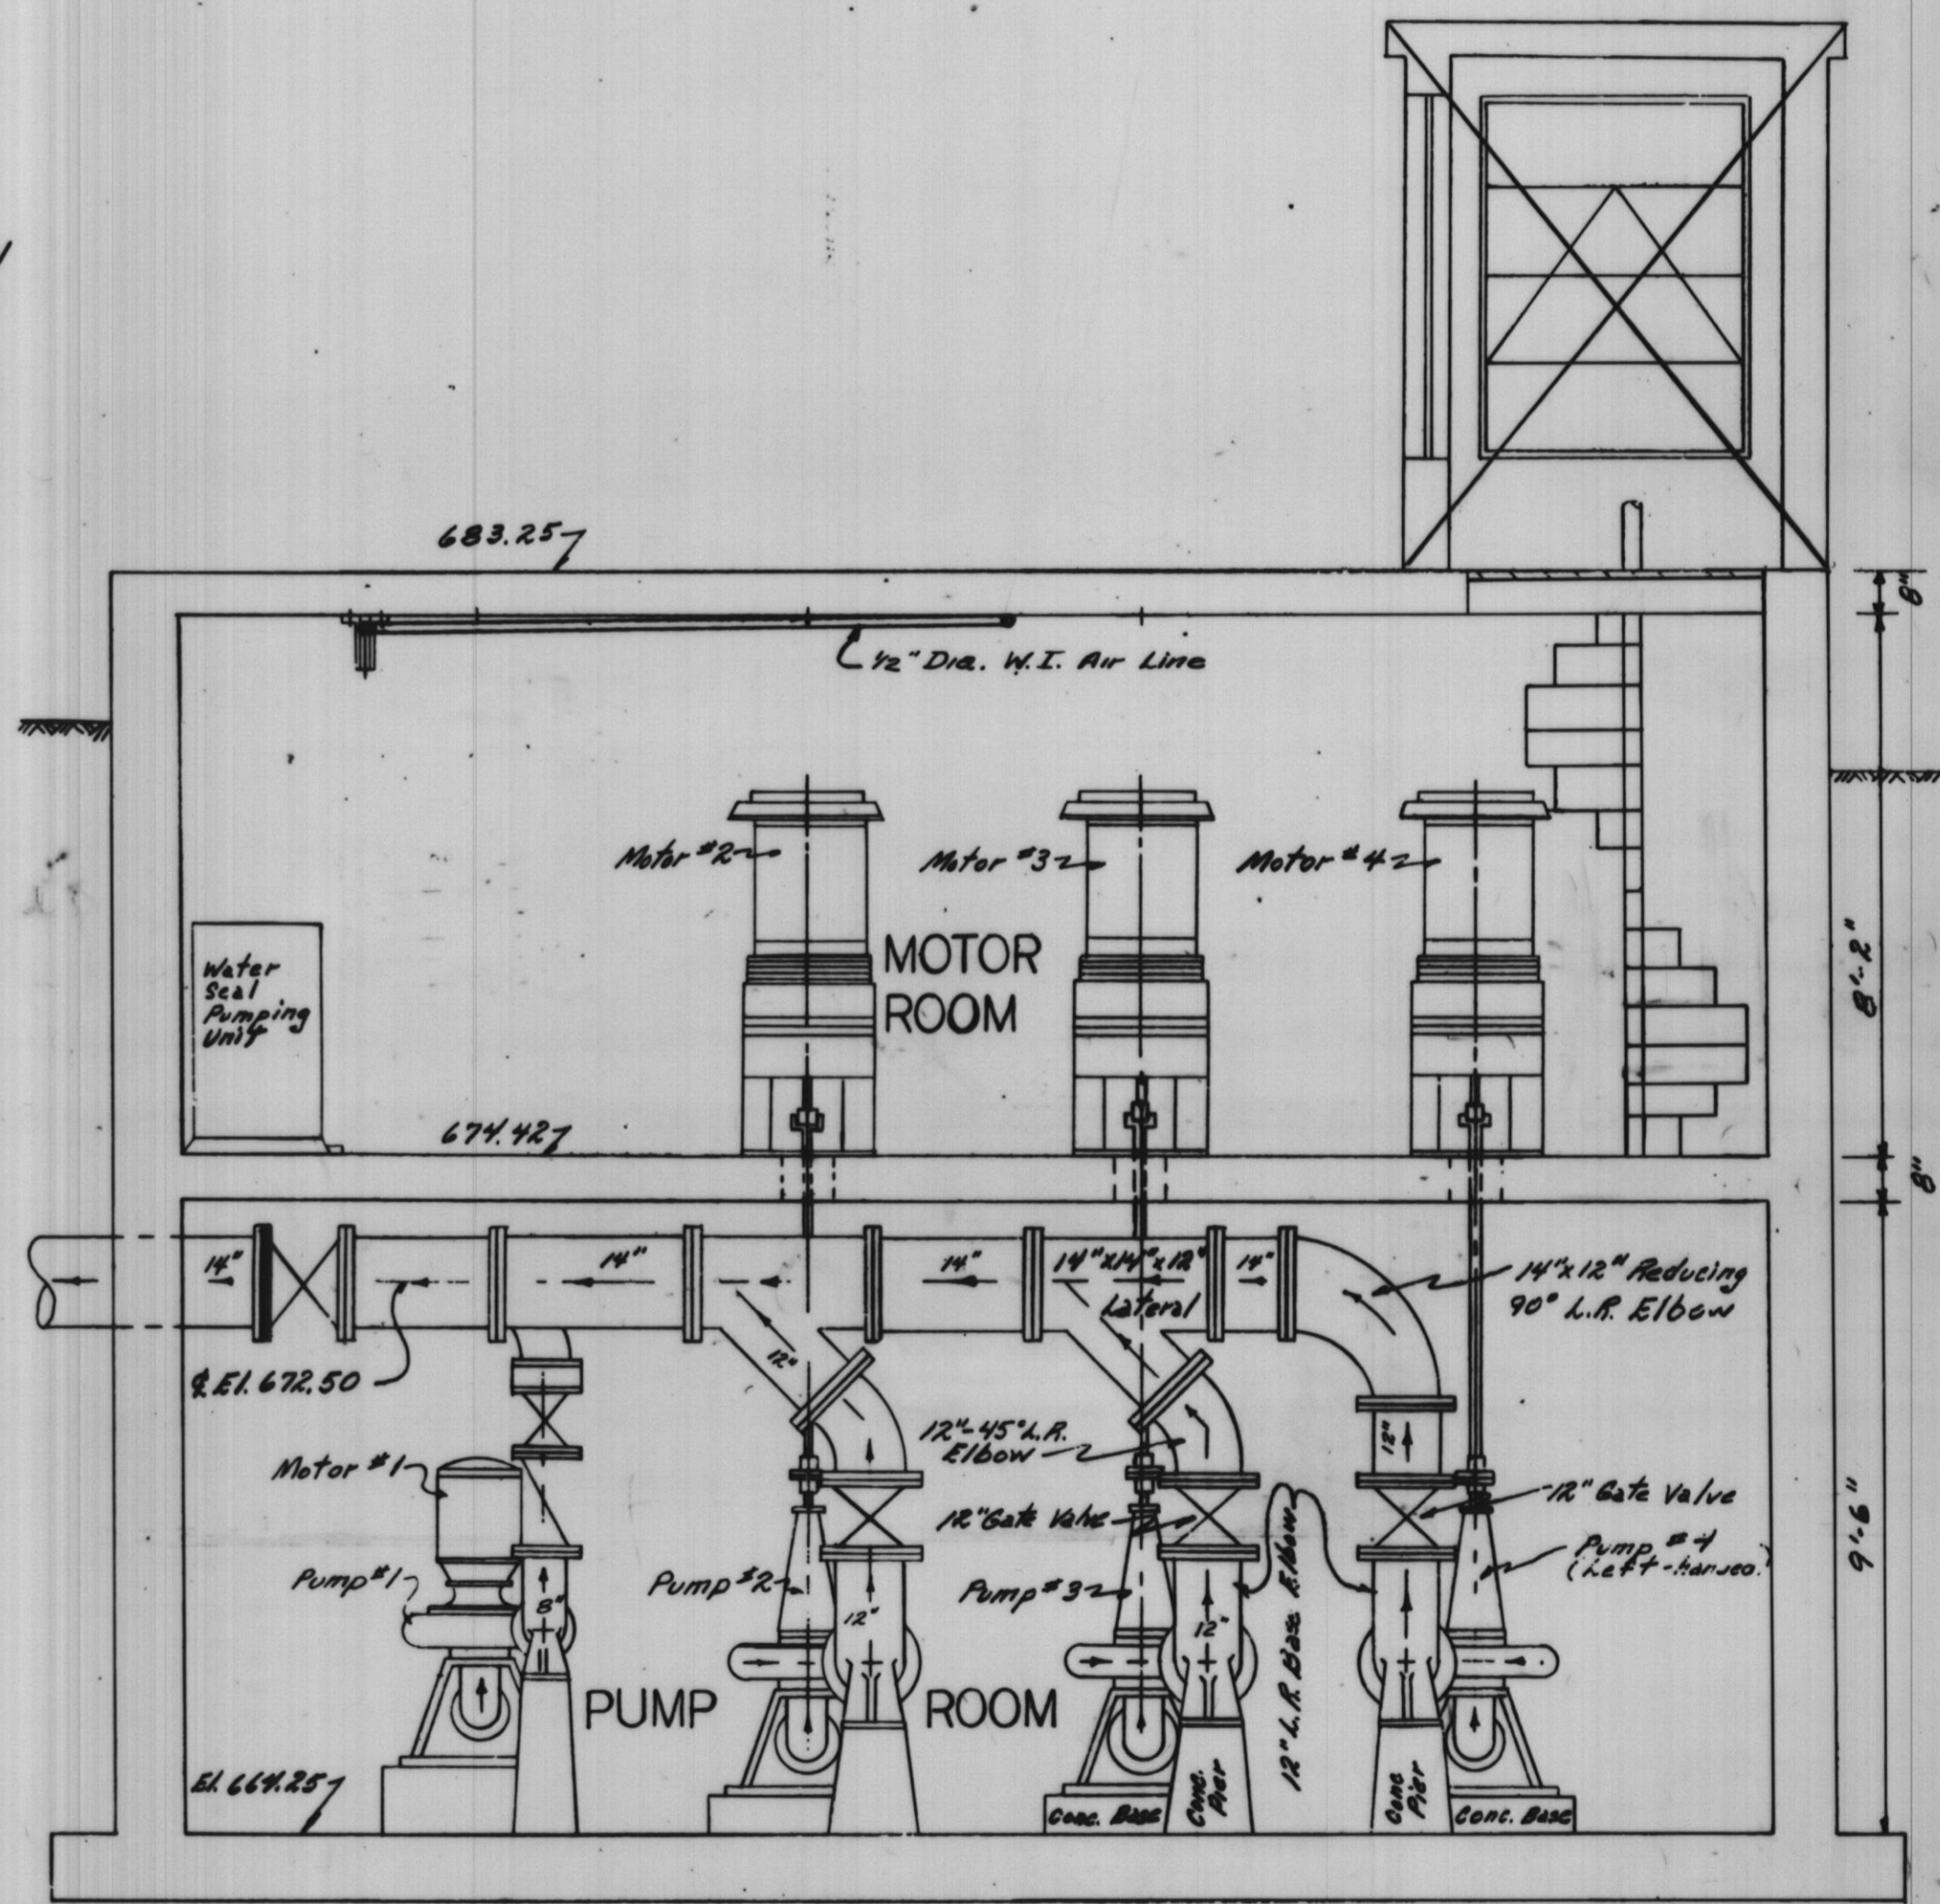 683.25
8"
1/2" Dia. W.I. Air Line
Motor #2
Motor #3
Motor #4
MOTOR
ROOM
Water
Seal
Pumping
Unit
8'-2"
674.42
8"
14"
14"
14"
14"x14"x12"
Lateral
14"
14"x12" Reducing
90° L.R. Elbow
12"
℄ El. 672.50
12"-45° L.R.
Elbow
12"
Motor #1
12" Gate Valve
12" Gate Valve
Pump #1
8"
Pump #2
12"
Pump #3
12"
12" L.R. Base Elbow
Pump #4
(Left-
9'-6"
PUMP ROOM
El. 664.25
Conc. Base
Conc.
Pier
Conc
Pier
Conc. Base